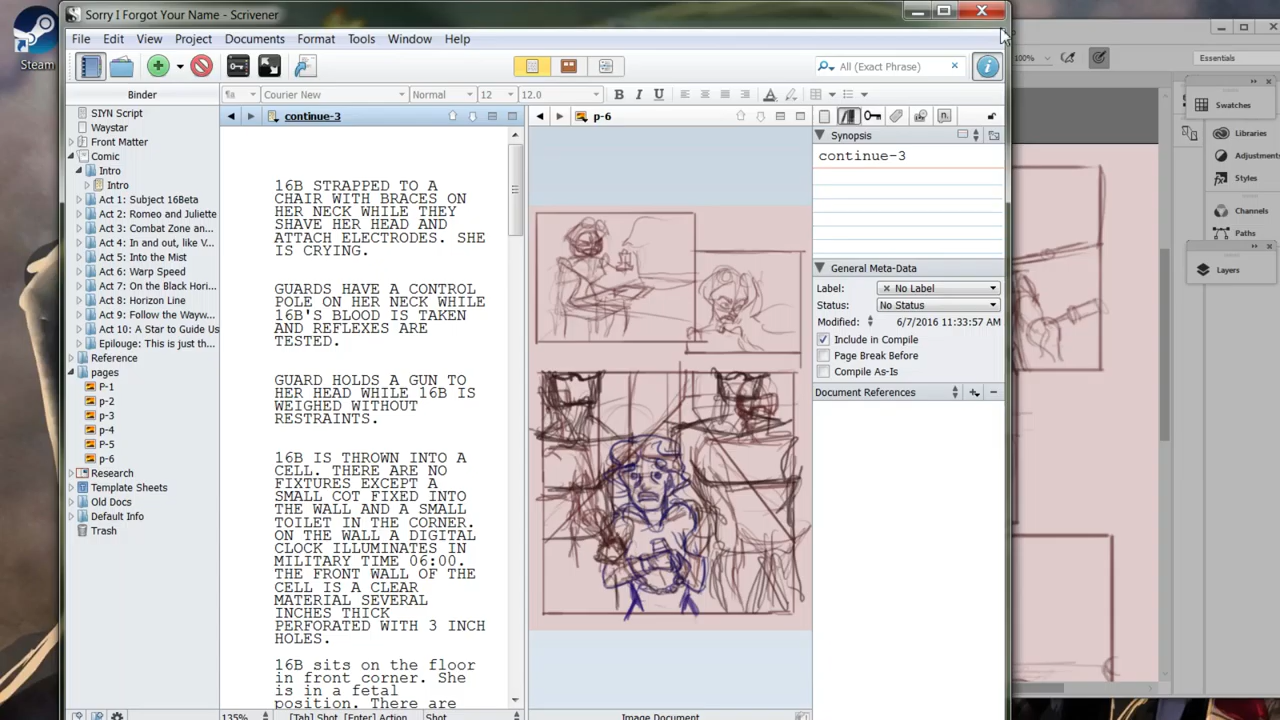 Sorry I Forgot Your Name - Scrivener
Steam
File Edit View Project Documents Format Tools Window Help
All (Exact Phrase)
100%
Essentials
Binder
Courier New
Normal
12
12.0
B I U A
continue-3
p-6
SIYN Script
Waystar
Front Matter
Comic
Intro
Intro
Act 1: Subject 16Beta
Act 2: Romeo and Juliette
Act 3: Combat Zone an...
Act 4: In and out, like V...
Act 5: Into the Mist
Act 6: Warp Speed
Act 7: On the Black Hori...
Act 8: Horizon Line
Act 9: Follow the Wayw...
Act 10: A Star to Guide Us
Epilouge: This is just th...
Reference
pages
P-1
p-2
p-3
p-4
P-5
p-6
Research
Template Sheets
Old Docs
Default Info
Trash
16B STRAPPED TO A
CHAIR WITH BRACES ON
HER NECK WHILE THEY
SHAVE HER HEAD AND
ATTACH ELECTRODES. SHE
IS CRYING.
GUARDS HAVE A CONTROL
POLE ON HER NECK WHILE
16B'S BLOOD IS TAKEN
AND REFLEXES ARE
TESTED.
GUARD HOLDS A GUN TO
HER HEAD WHILE 16B IS
WEIGHED WITHOUT
RESTRAINTS.
16B IS THROWN INTO A
CELL. THERE ARE NO
FIXTURES EXCEPT A
SMALL COT FIXED INTO
THE WALL AND A SMALL
TOILET IN THE CORNER.
ON THE WALL A DIGITAL
CLOCK ILLUMINATES IN
MILITARY TIME 06:00.
THE FRONT WALL OF THE
CELL IS A CLEAR
MATERIAL SEVERAL
INCHES THICK
PERFORATED WITH 3 INCH
HOLES.
16B sits on the floor
in front corner. She
is in a fetal
position. There are
135%
[Tab] Shot, [Enter] Action
Shot
Image Document
Synopsis
continue-3
General Meta-Data
Label: No Label
Status: No Status
Modified: 6/7/2016 11:33:57 AM
Include in Compile
Page Break Before
Compile As-Is
Document References
Swatches
Libraries
Adjustments
Styles
Channels
Paths
Layers